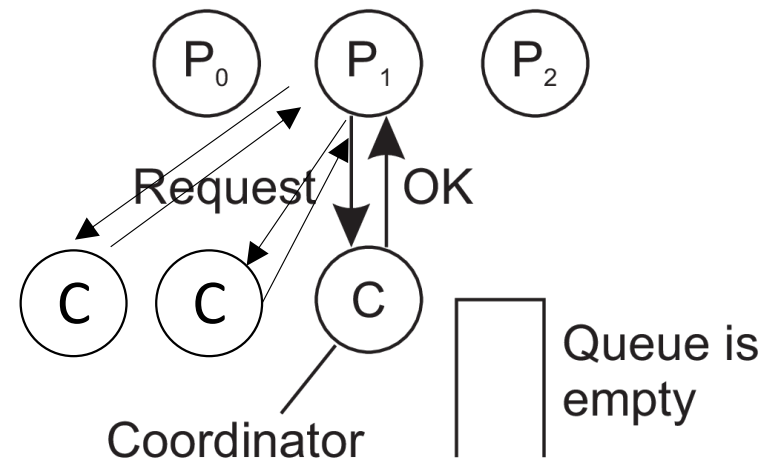 P0 P1 P2
Request OK
C C C
Queue is
empty
Coordinator